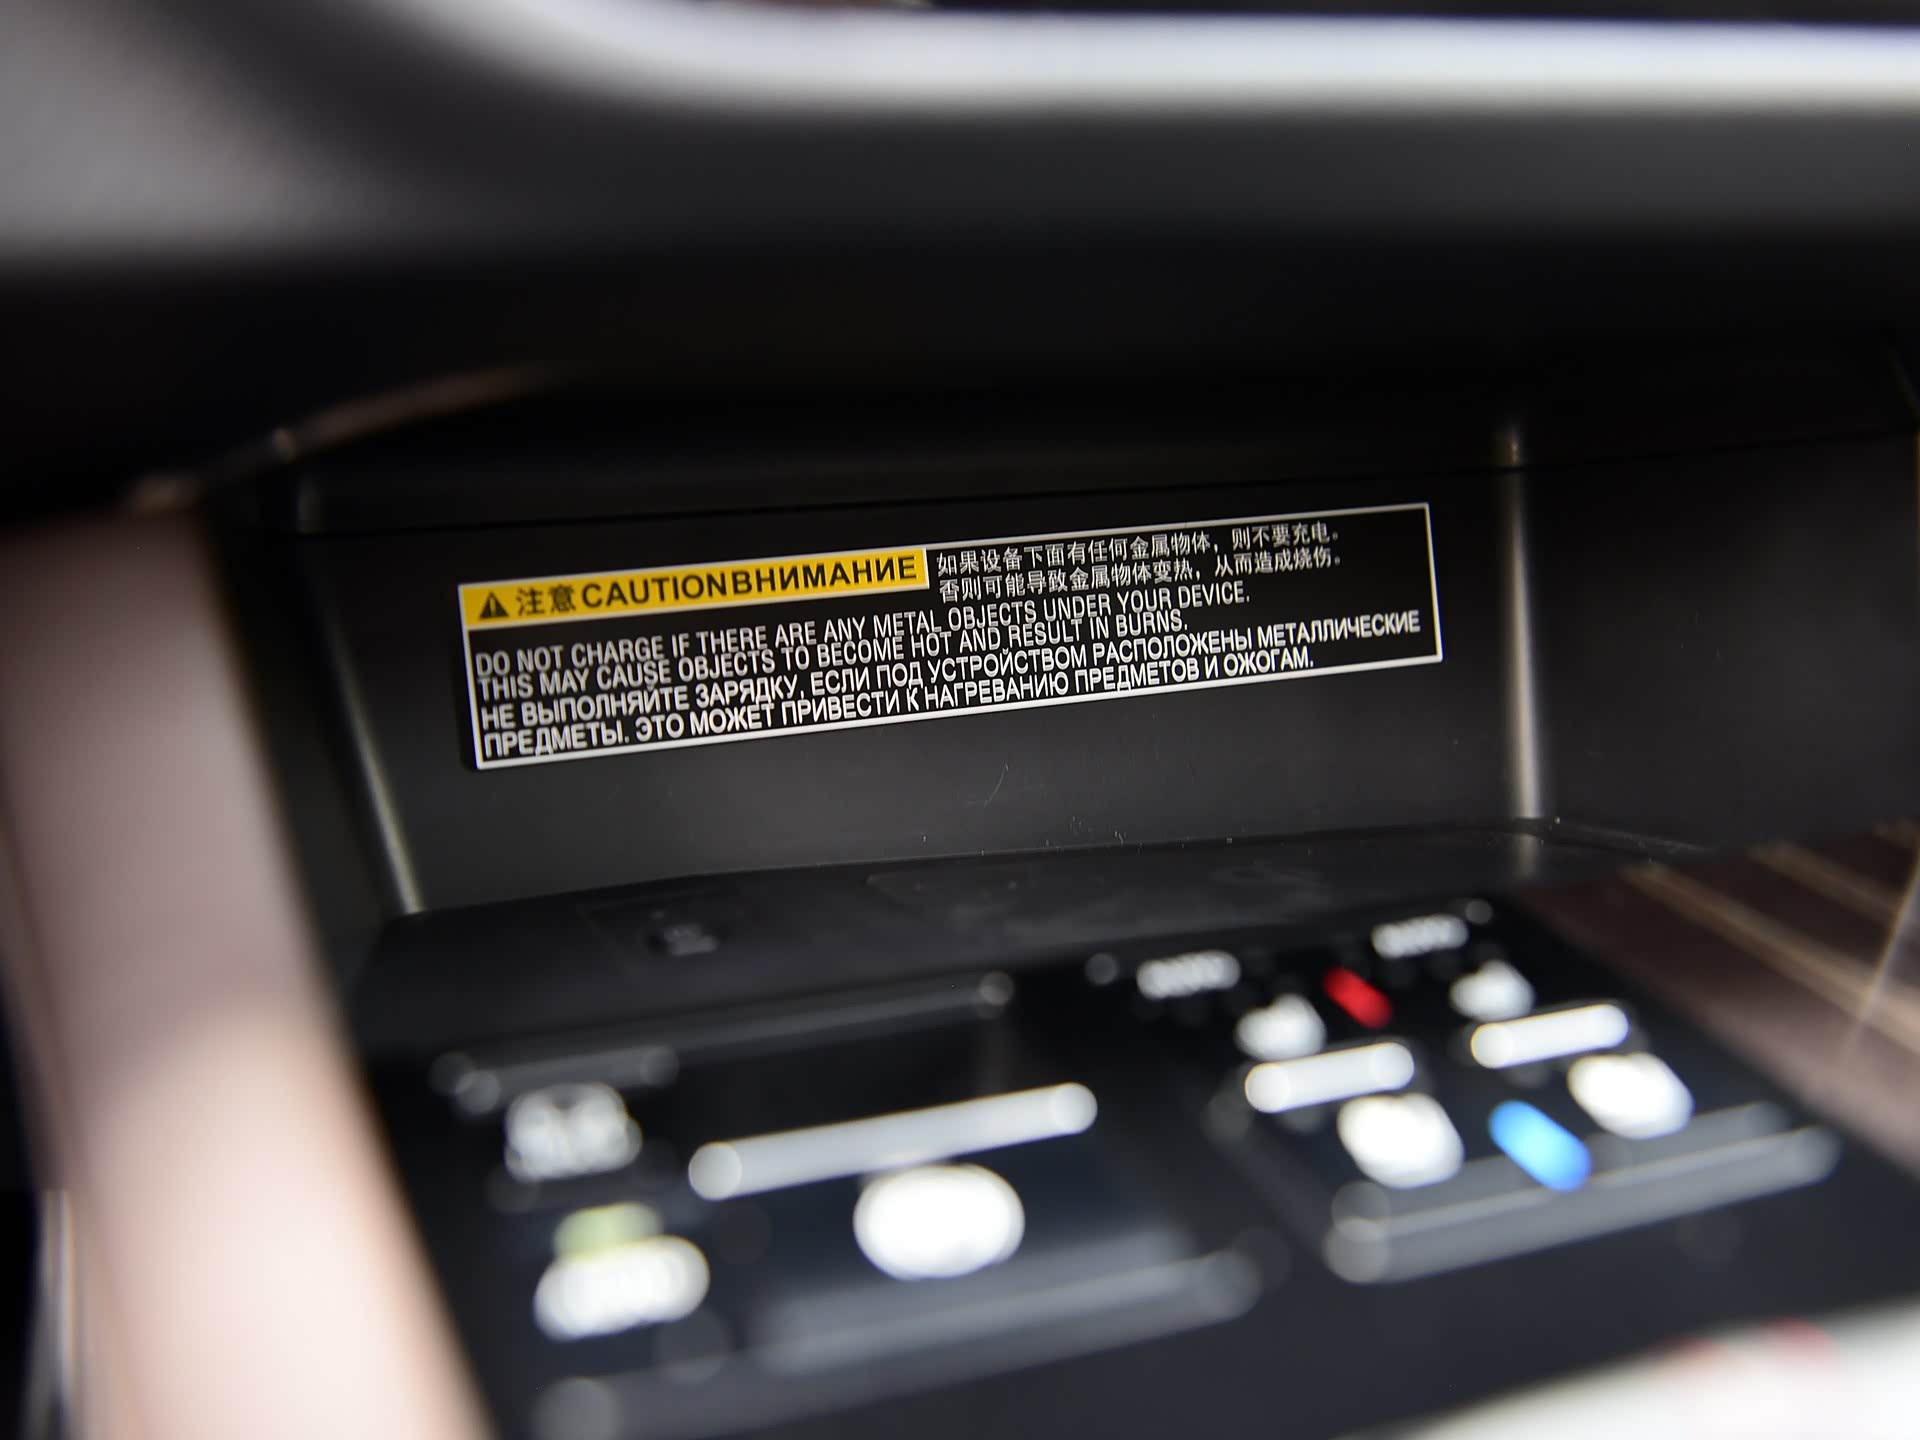 注意 CAUTION ВНИМАНИЕ
如果设备下面有任何金属物体，则不要充电。
否则可能导致金属物体变热，从而造成烧伤。
DO NOT CHARGE IF THERE ARE ANY METAL OBJECTS UNDER YOUR DEVICE.
THIS MAY CAUSE OBJECTS TO BECOME HOT AND RESULT IN BURNS.
НЕ ВЫПОЛНЯЙТЕ ЗАРЯДКУ, ЕСЛИ ПОД УСТРОЙСТВОМ РАСПОЛОЖЕНЫ МЕТАЛЛИЧЕСКИЕ
ПРЕДМЕТЫ. ЭТО МОЖЕТ ПРИВЕСТИ К НАГРЕВАНИЮ ПРЕДМЕТОВ И ОЖОГАМ.